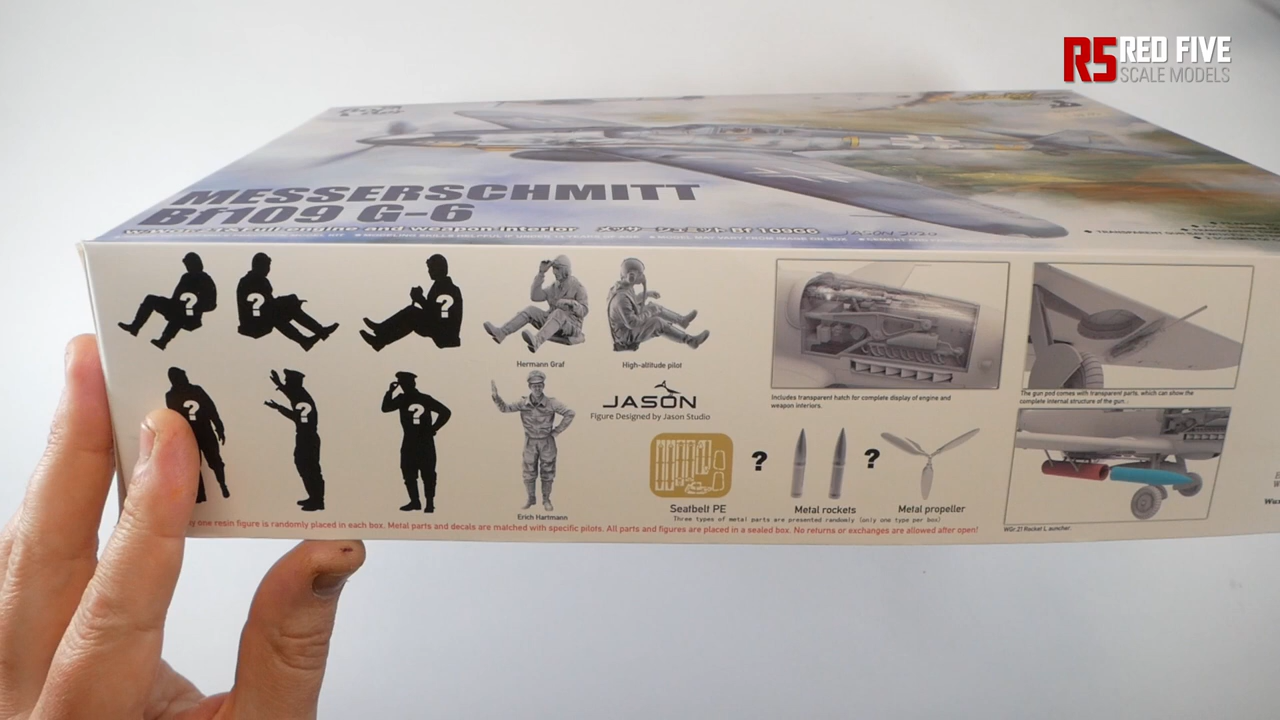 R5 RED FIVE
SCALE MODELS
MESSERSCHMITT
Bf109 G-6
engine and weapon interior
JASON 2020
?
?
?
Hermann Graf
High-altitude pilot
?
?
?
Erich Hartmann
JASON
Figure Designed by Jason Studio
Seatbelt PE
?
Metal rockets
?
Metal propeller
Three types of metal parts are presented randomly (only one type per box)
one resin figure is randomly placed in each box. Metal parts and decals are matched with specific pilots. All parts and figures are placed in a sealed box. No returns or exchanges are allowed after open!
Includes transparent hatch for complete display of engine and
weapon interiors.
The gun pod comes with transparent parts, which can show the
complete internal structure of the gun .
WGr.21 Rocket L auncher.